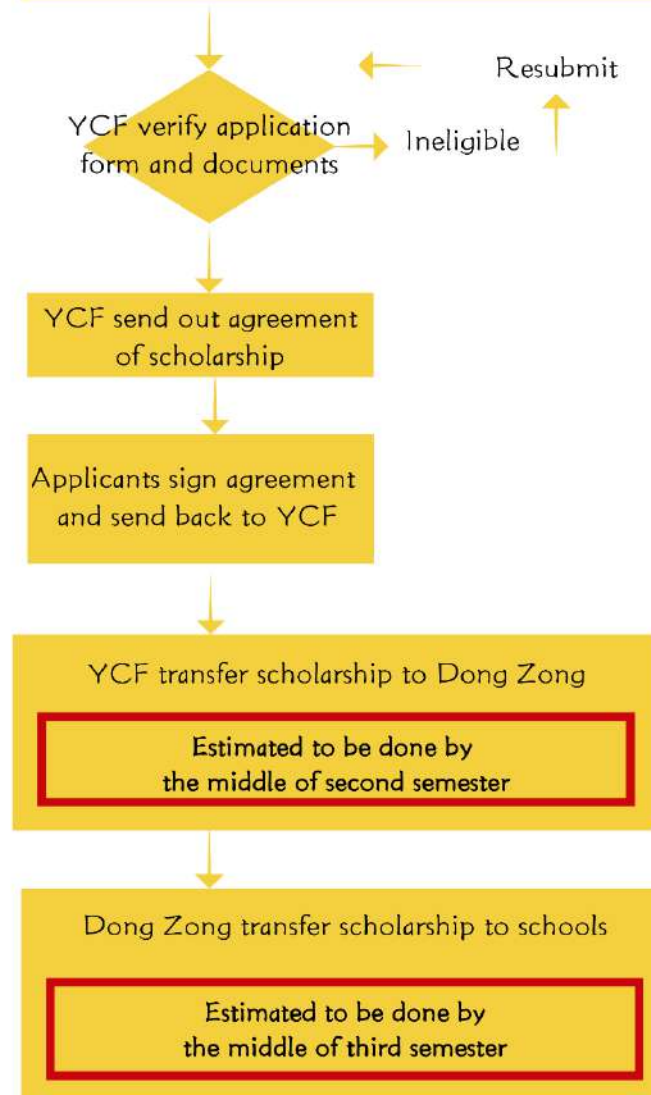 Resubmit
YCF verify application
form and documents
Ineligible
YCF send out agreement
of scholarship
Applicants sign agreement
and send back to YCF
YCF transfer scholarship to Dong Zong
Estimated to be done by
the middle of second semester
Dong Zong transfer scholarship to schools
Estimated to be done by
the middle of third semester